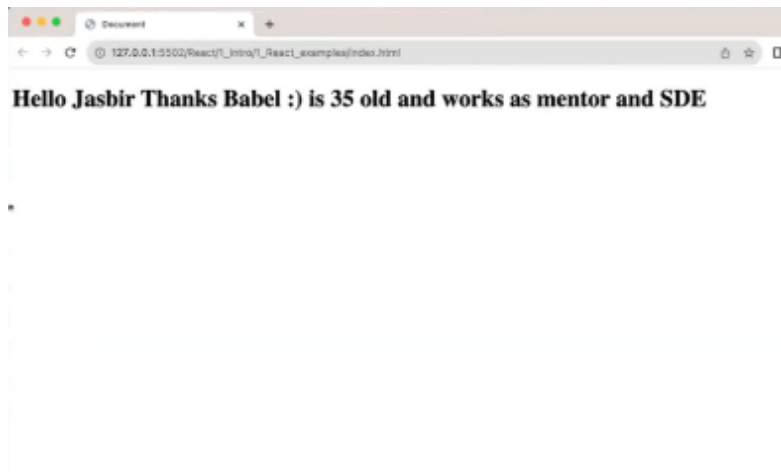 Document
127.0.0.1:5502/React/1_Intro/1_React_examples/index.html
Hello Jasbir Thanks Babel :) is 35 old and works as mentor and SDE